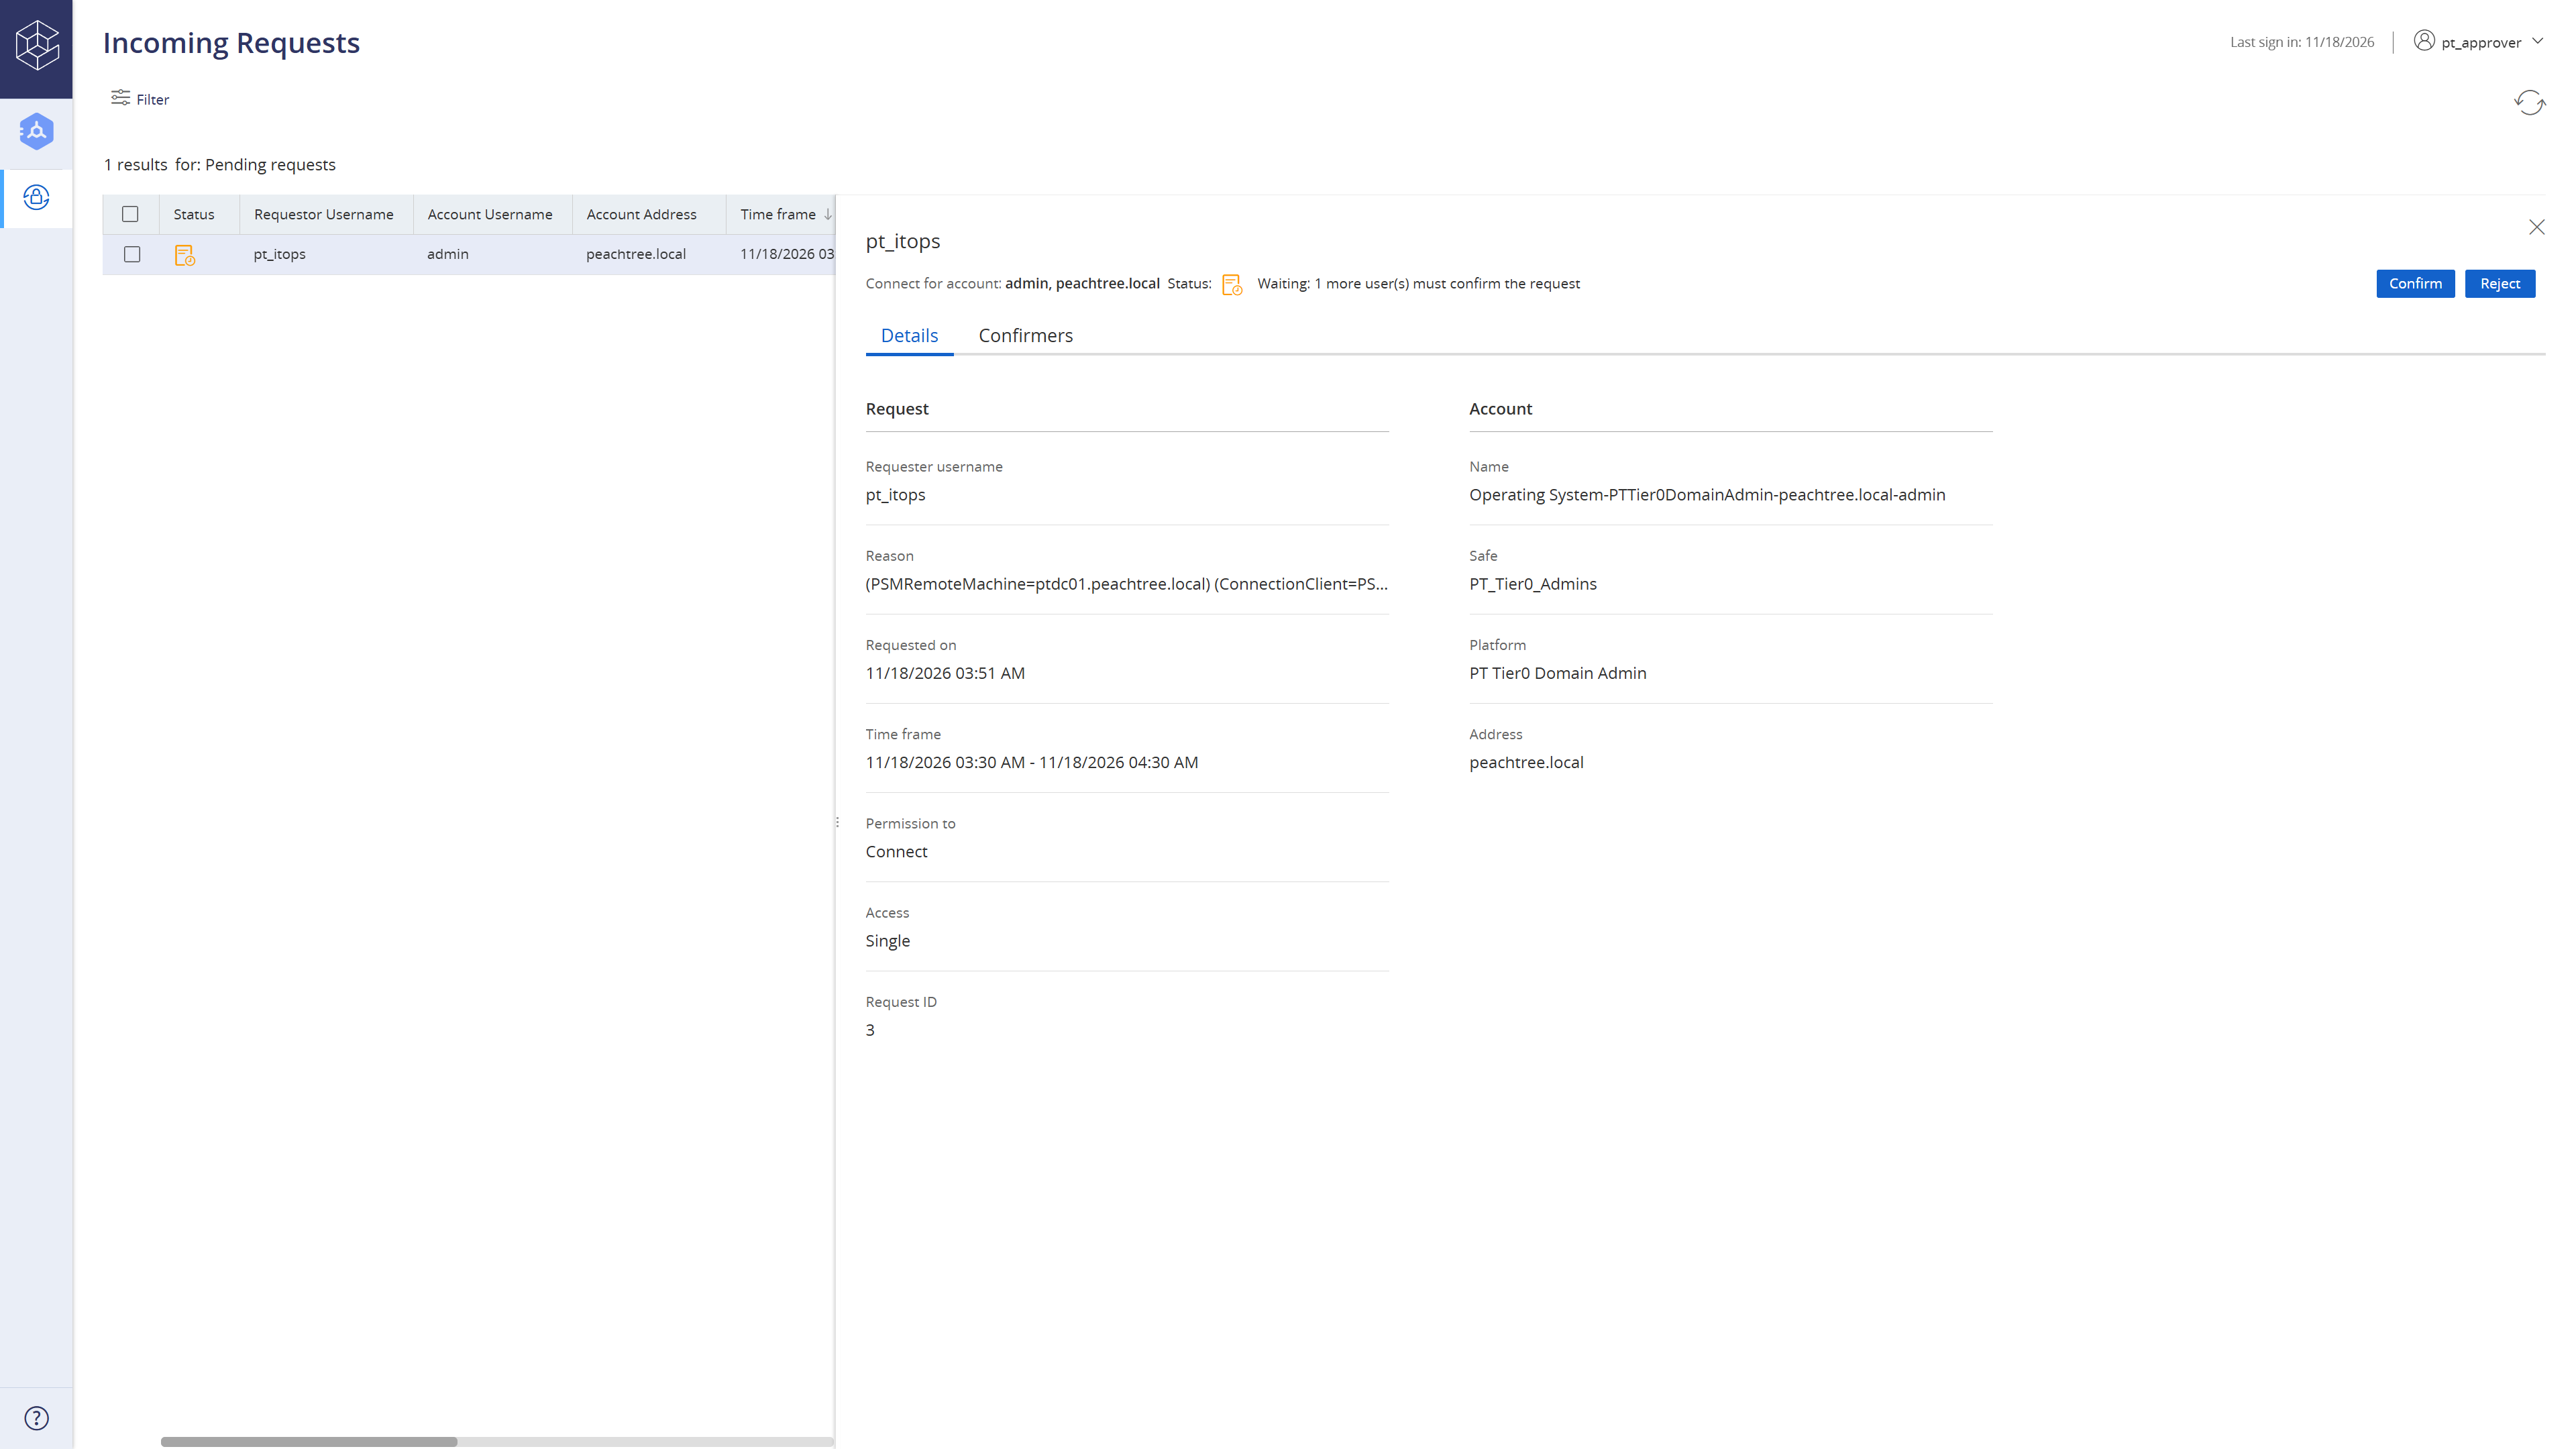 Incoming Requests
Last sign in: 11/18/2026
pt_approver
Filter
1 results for: Pending requests
Status Requestor Username Account Username Account Address Time frame
pt_itops admin peachtree.local 11/18/2026 03
pt_itops
Connect for account: admin, peachtree.local Status: Waiting: 1 more user(s) must confirm the request
Confirm Reject
Details Confirmers
Request
Requester username
pt_itops
Reason
(PSMRemoteMachine=ptdc01.peachtree.local) (ConnectionClient=PS...
Requested on
11/18/2026 03:51 AM
Time frame
11/18/2026 03:30 AM - 11/18/2026 04:30 AM
Permission to
Connect
Access
Single
Request ID
3
Account
Name
Operating System-PTTier0DomainAdmin-peachtree.local-admin
Safe
PT_Tier0_Admins
Platform
PT Tier0 Domain Admin
Address
peachtree.local
?